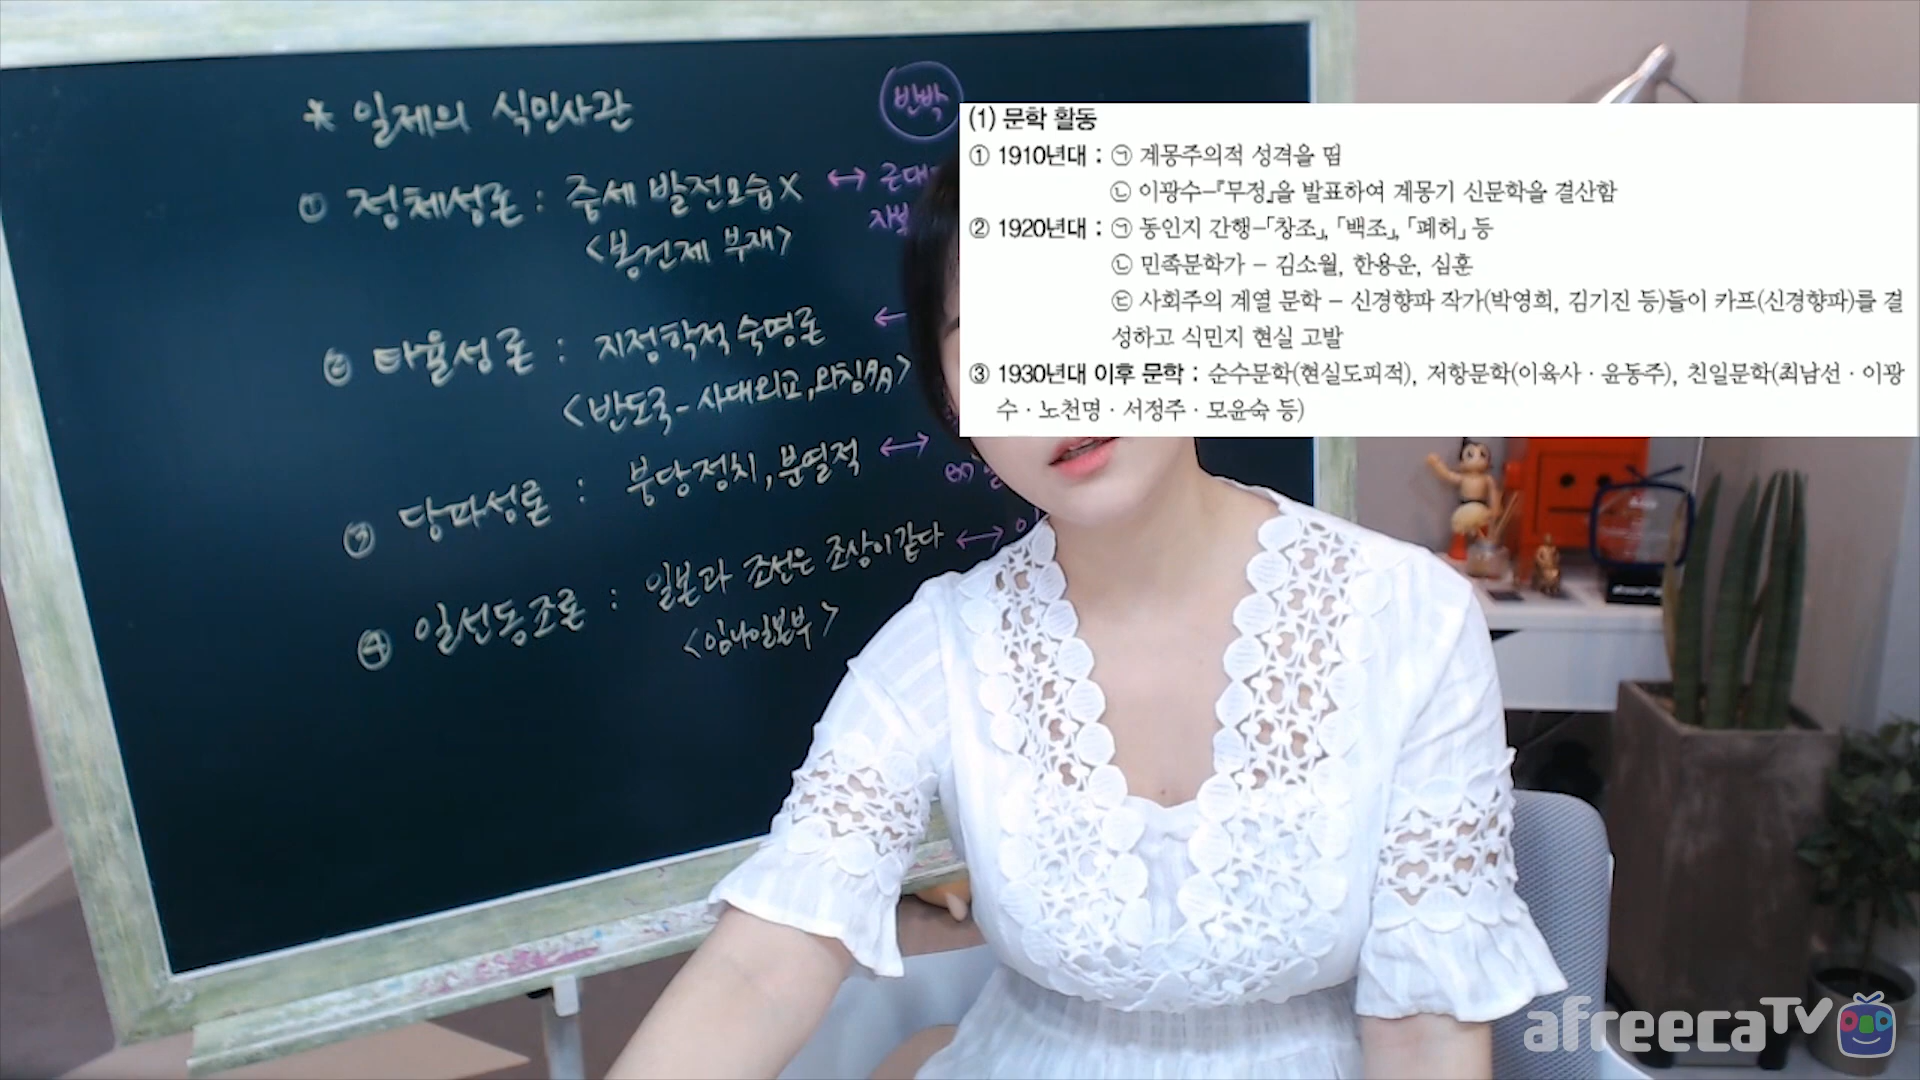 * 일제의 식민사관
반박
① 정체성론 : 중세 발전모습 X ↔ 근대
<봉건제 부재>
② 타율성론 : 지정학적 숙명론 ←
<반도국 - 사대외교, 외침 >
③ 당파성론 : 붕당정치, 분열적 ↔
ex)
④ 일선동조론 : 일본과 조선은 조상이 같다 ↔
<임나일본부>
(1) 문학 활동
① 1910년대 : ㉠ 계몽주의적 성격을 띰
㉡ 이광수-『무정』을 발표하여 계몽기 신문학을 결산함
② 1920년대 : ㉠ 동인지 간행-「창조」, 「백조」, 「폐허」 등
㉡ 민족문학가 - 김소월, 한용운, 심훈
㉢ 사회주의 계열 문학 - 신경향파 작가(박영희, 김기진 등)들이 카프(신경향파)를 결
성하고 식민지 현실 고발
③ 1930년대 이후 문학 : 순수문학(현실도피적), 저항문학(이육사 · 윤동주), 친일문학(최남선 · 이광
수 · 노천명 · 서정주 · 모윤숙 등)
afreecaTV